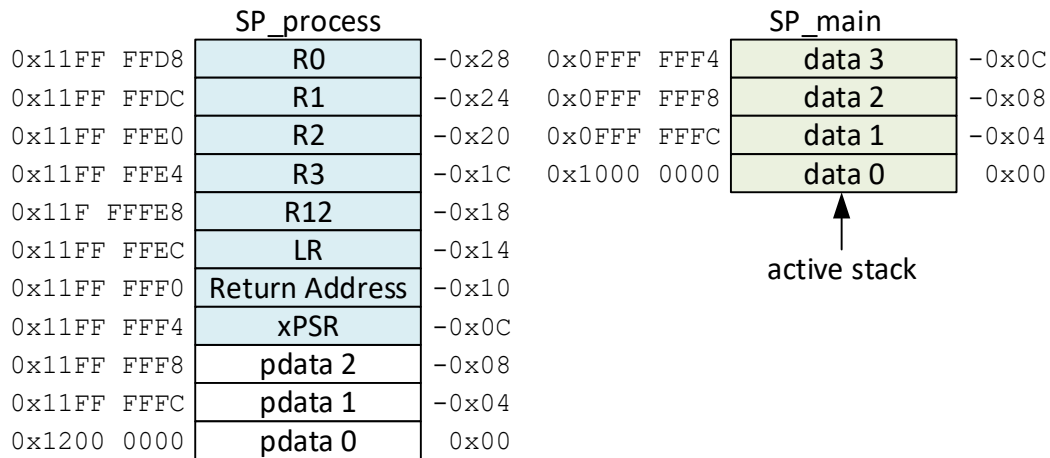 SP_process SP_main
0x11FF FFD8 R0 -0x28 0x0FFF FFF4 data 3 -0x0C
0x11FF FFDC R1 -0x24 0x0FFF FFF8 data 2 -0x08
0x11FF FFE0 R2 -0x20 0x0FFF FFFC data 1 -0x04
0x11FF FFE4 R3 -0x1C 0x1000 0000 data 0 0x00
0x11F FFFE8 R12 -0x18
0x11FF FFEC LR -0x14
active stack
0x11FF FFF0 Return Address -0x10
0x11FF FFF4 xPSR -0x0C
0x11FF FFF8 pdata 2 -0x08
0x11FF FFFC pdata 1 -0x04
0x1200 0000 pdata 0 0x00